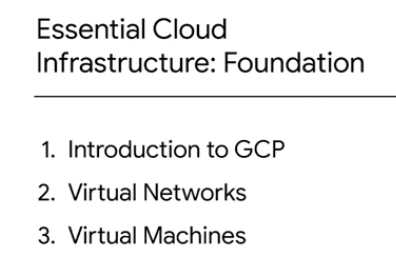 Essential Cloud
Infrastructure: Foundation
1. Introduction to GCP
2. Virtual Networks
3. Virtual Machines